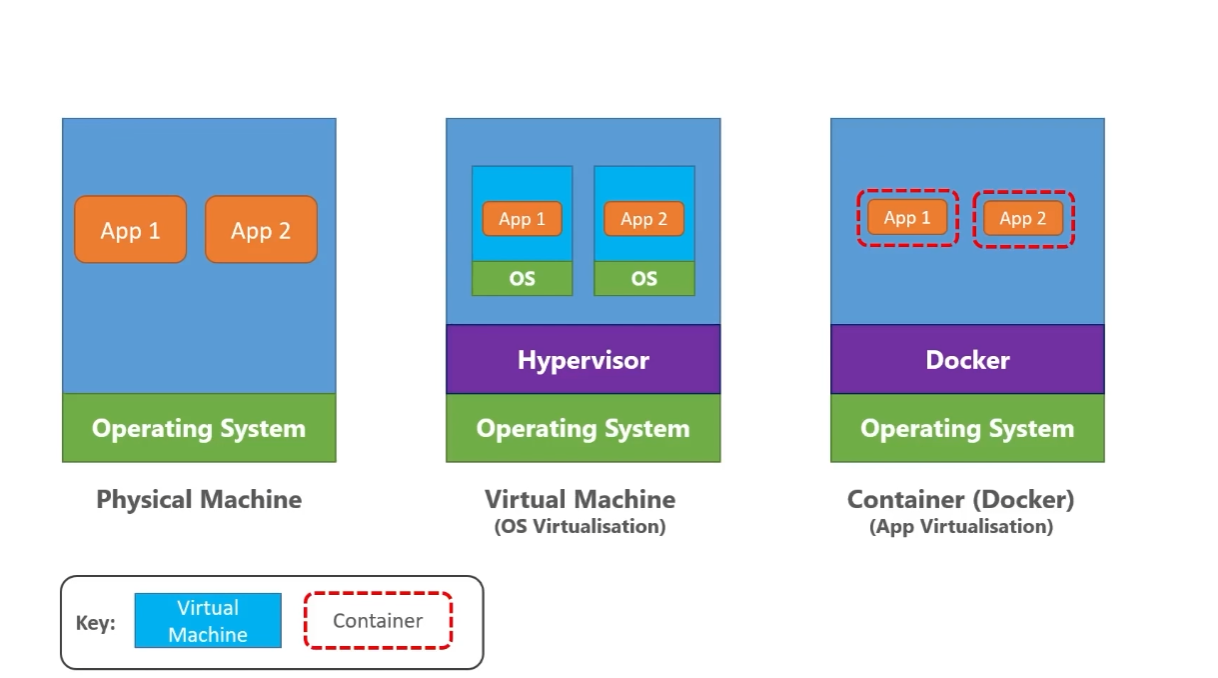 App 1
App 2
Operating System
Physical Machine
App 1
App 2
OS
OS
Hypervisor
Operating System
Virtual Machine
(OS Virtualisation)
App 1
App 2
Docker
Operating System
Container (Docker)
(App Virtualisation)
Key:
Virtual
Machine
Container